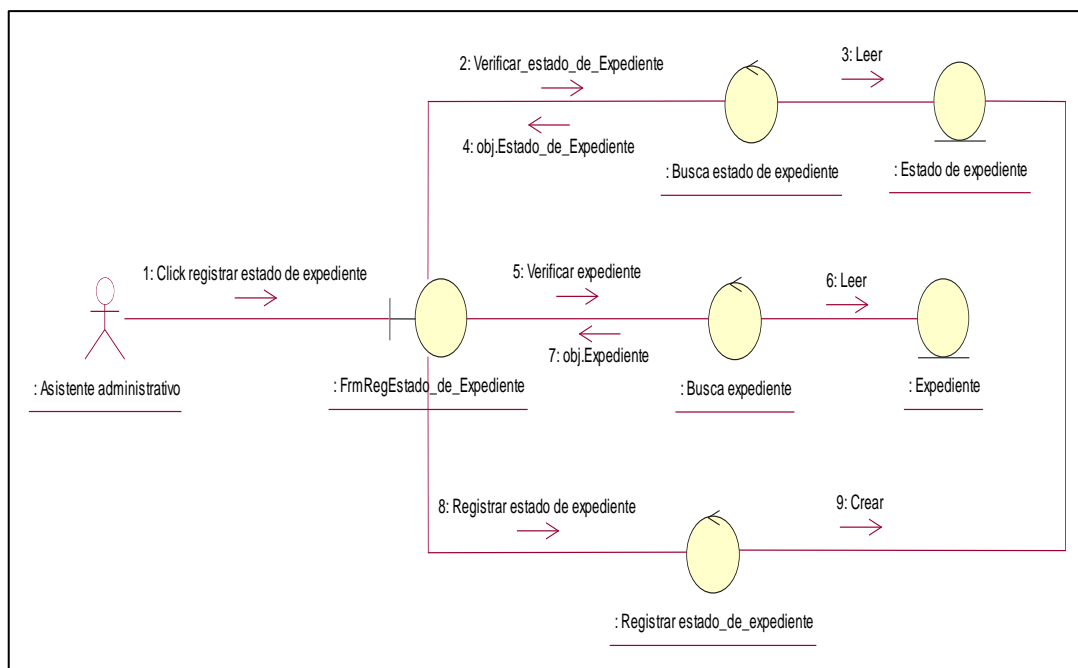 2: Verificar_estado_de_Expediente
3: Leer
4: obj.Estado_de_Expediente
: Busca estado de expediente
: Estado de expediente
1: Click registrar estado de expediente
5: Verificar expediente
6: Leer
7: obj.Expediente
: Asistente administrativo
: FrmRegEstado_de_Expediente
: Busca expediente
: Expediente
8: Registrar estado de expediente
9: Crear
: Registrar estado_de_expediente